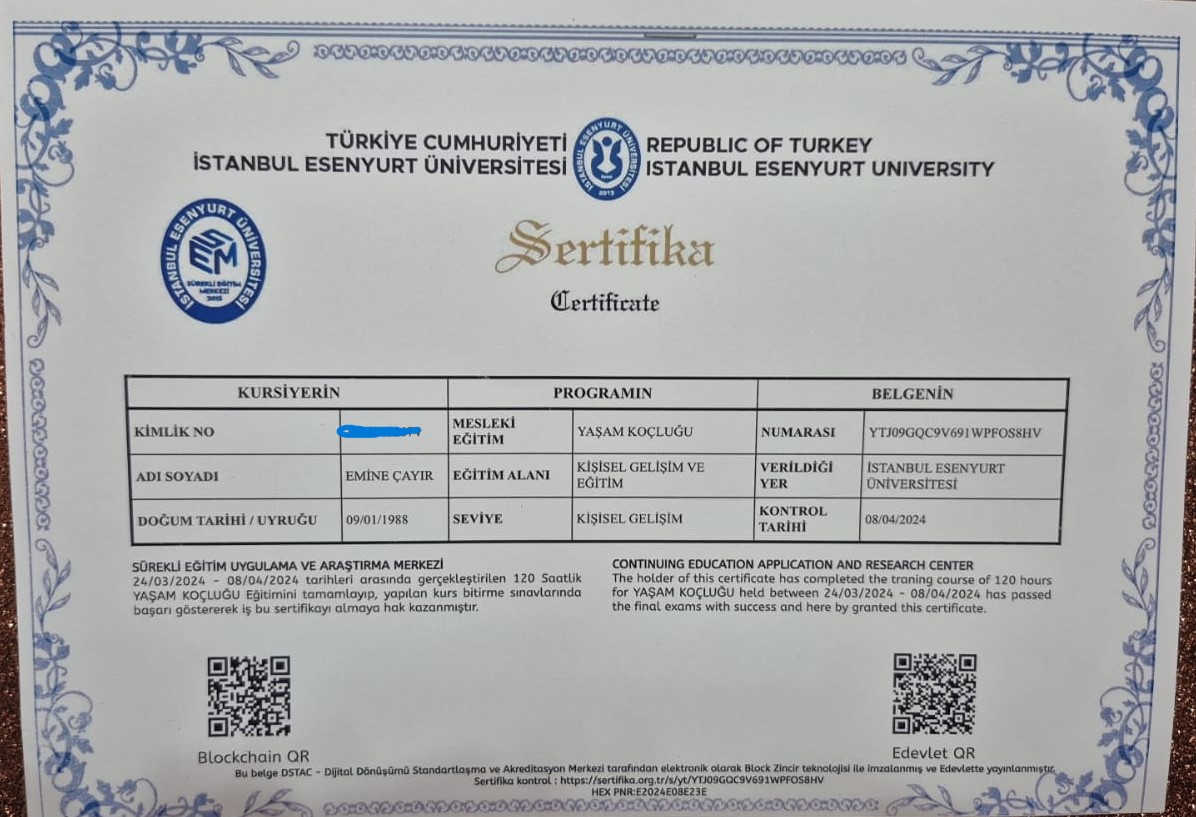 TÜRKİYE CUMHURİYETİ
İSTANBUL ESENYURT ÜNİVERSİTESİ
REPUBLIC OF TURKEY
ISTANBUL ESENYURT UNIVERSITY
İSTANBUL ESENYURT ÜNİVERSİTESİ
2013
İSTANBUL ESENYURT ÜNİVERSİTESİ
SEM
SÜREKLİ EĞİTİM
MERKEZİ
2015
Sertifika
Certificate
KURSİYERİN PROGRAMIN BELGENİN
KİMLİK NO MESLEKİ EĞİTİM YAŞAM KOÇLUĞU NUMARASI YTJ09GQC9V691WPFOS8HV
ADI SOYADI EMİNE ÇAYIR EĞİTİM ALANI KİŞİSEL GELİŞİM VE EĞİTİM VERİLDİĞİ YER İSTANBUL ESENYURT ÜNİVERSİTESİ
DOĞUM TARİHİ / UYRUĞU 09/01/1988 SEVİYE KİŞİSEL GELİŞİM KONTROL TARİHİ 08/04/2024
SÜREKLİ EĞİTİM UYGULAMA VE ARAŞTIRMA MERKEZİ
24/03/2024 - 08/04/2024 tarihleri arasında gerçekleştirilen 120 Saatlik
YAŞAM KOÇLUĞU Eğitimini tamamlayıp, yapılan kurs bitirme sınavlarında
başarı göstererek iş bu sertifikayı almaya hak kazanmıştır.
CONTINUING EDUCATION APPLICATION AND RESEARCH CENTER
The holder of this certificate has completed the traning course of 120 hours
for YAŞAM KOÇLUĞU held between 24/03/2024 - 08/04/2024 has passed
the final exams with success and here by granted this certificate.
Blockchain QR
Edevlet QR
Bu belge DSTAC - Dijital Dönüşümü Standartlaşma ve Akreditasyon Merkezi tarafından elektronik olarak Block Zincir teknolojisi ile imzalanmış ve Edevlette yayınlanmıştır.
Sertifika kontrol : https://sertifika.org.tr/s/yt/YTJ09GQC9V691WPFOS8HV
HEX PNR:E2024E08E23E